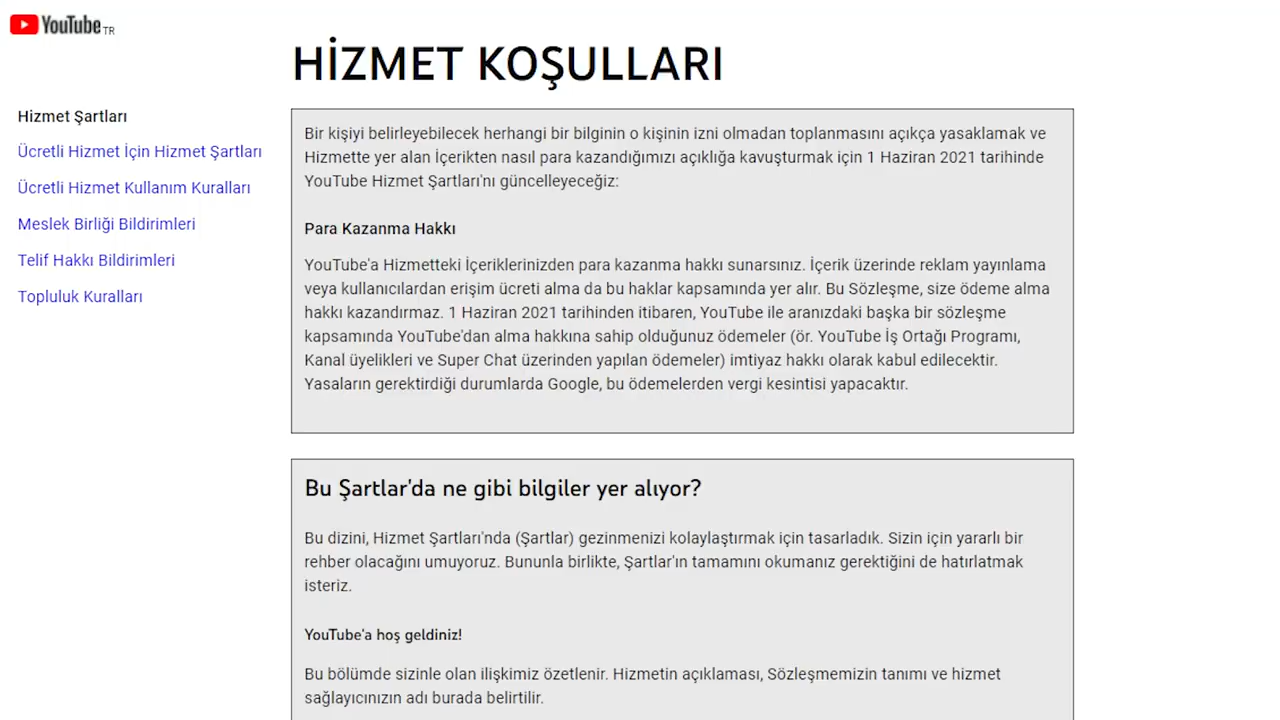 YouTube TR
HİZMET KOŞULLARI
Hizmet Şartları
Ücretli Hizmet İçin Hizmet Şartları
Ücretli Hizmet Kullanım Kuralları
Meslek Birliği Bildirimleri
Telif Hakkı Bildirimleri
Topluluk Kuralları
Bir kişiyi belirleyebilecek herhangi bir bilginin o kişinin izni olmadan toplanmasını açıkça yasaklamak ve
Hizmette yer alan İçerikten nasıl para kazandığımızı açıklığa kavuşturmak için 1 Haziran 2021 tarihinde
YouTube Hizmet Şartları'nı güncelleyeceğiz:
Para Kazanma Hakkı
YouTube'a Hizmetteki İçeriklerinizden para kazanma hakkı sunarsınız. İçerik üzerinde reklam yayınlama
veya kullanıcılardan erişim ücreti alma da bu haklar kapsamında yer alır. Bu Sözleşme, size ödeme alma
hakkı kazandırmaz. 1 Haziran 2021 tarihinden itibaren, YouTube ile aranızdaki başka bir sözleşme
kapsamında YouTube'dan alma hakkına sahip olduğunuz ödemeler (ör. YouTube İş Ortağı Programı,
Kanal üyelikleri ve Super Chat üzerinden yapılan ödemeler) imtiyaz hakkı olarak kabul edilecektir.
Yasaların gerektirdiği durumlarda Google, bu ödemelerden vergi kesintisi yapacaktır.
Bu Şartlar'da ne gibi bilgiler yer alıyor?
Bu dizini, Hizmet Şartları'nda (Şartlar) gezinmenizi kolaylaştırmak için tasarladık. Sizin için yararlı bir
rehber olacağını umuyoruz. Bununla birlikte, Şartlar'ın tamamını okumanız gerektiğini de hatırlatmak
isteriz.
YouTube'a hoş geldiniz!
Bu bölümde sizinle olan ilişkimiz özetlenir. Hizmetin açıklaması, Sözleşmemizin tanımı ve hizmet
sağlayıcınızın adı burada belirtilir.